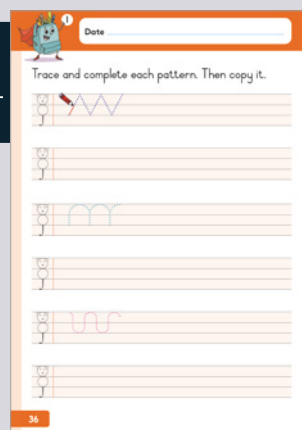 1
Date
Trace and complete each pattern. Then copy it.
36